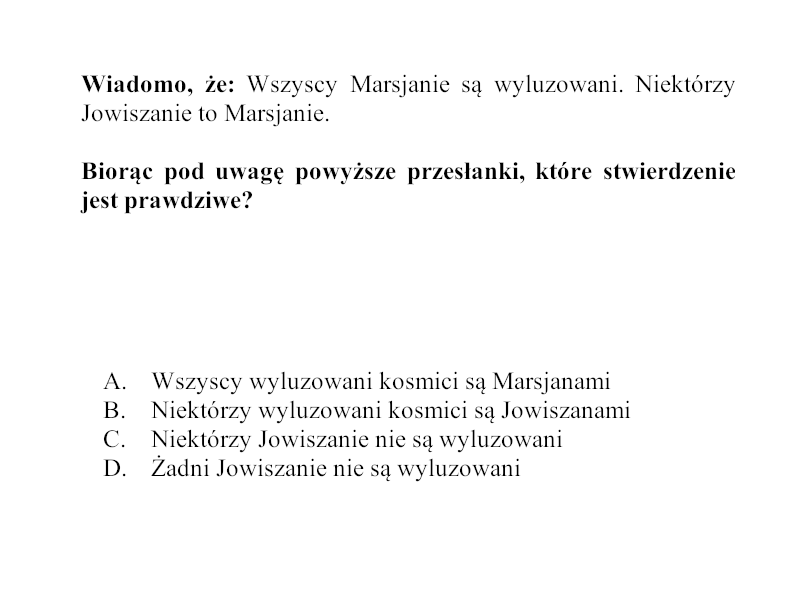 Wiadomo, że: Wszyscy Marsjanie są wyluzowani. Niektórzy
Jowiszanie to Marsjanie.
Biorąc pod uwagę powyższe przesłanki, które stwierdzenie
jest prawdziwe?
A. Wszyscy wyluzowani kosmici są Marsjanami
B. Niektórzy wyluzowani kosmici są Jowiszanami
C. Niektórzy Jowiszanie nie są wyluzowani
D. Żadni Jowiszanie nie są wyluzowani